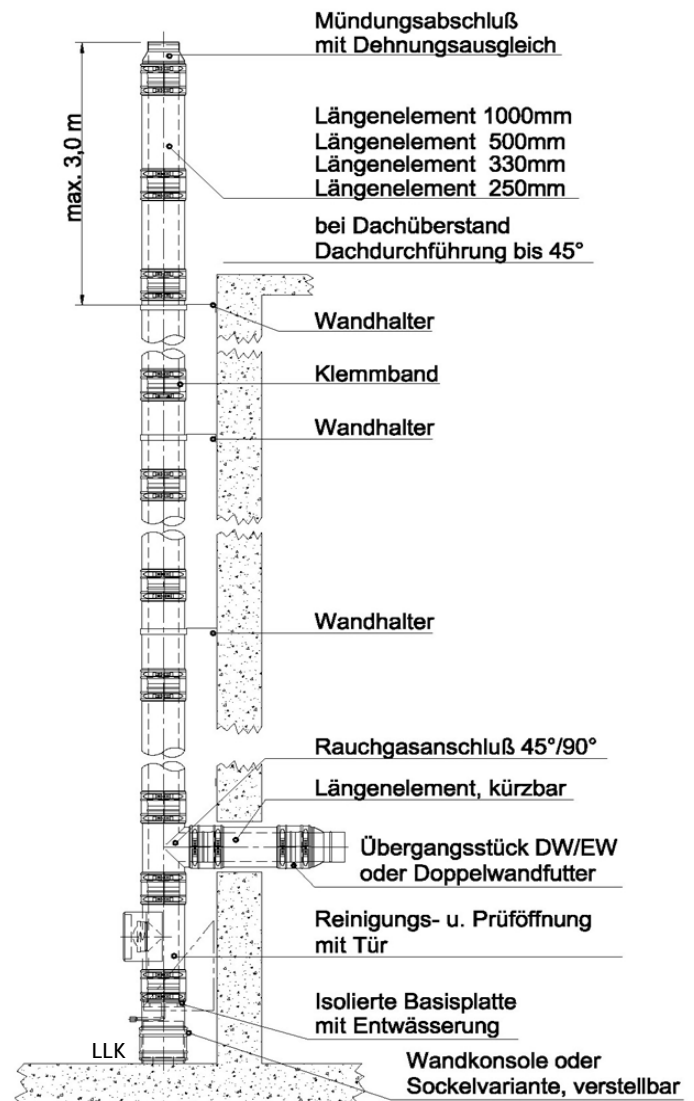 Mündungsabschluß
mit Dehnungsausgleich
max. 3,0 m
Längenelement 1000mm
Längenelement 500mm
Längenelement 330mm
Längenelement 250mm
bei Dachüberstand
Dachdurchführung bis 45°
Wandhalter
Klemmband
Wandhalter
Wandhalter
Rauchgasanschluß 45°/90°
Längenelement, kürzbar
Übergangsstück DW/EW
oder Doppelwandfutter
Reinigungs- u. Prüföffnung
mit Tür
Isolierte Basisplatte
mit Entwässerung
LLK
Wandkonsole oder
Sockelvariante, verstellbar